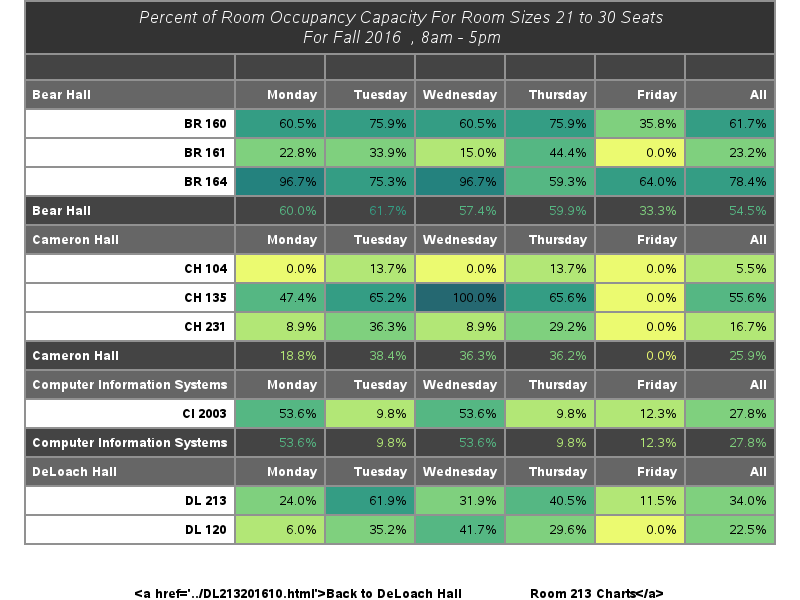 Percent of Room Occupancy Capacity For Room Sizes 21 to 30 Seats
For Fall 2016 , 8am - 5pm
Bear Hall Monday Tuesday Wednesday Thursday Friday All
BR 160 60.5% 75.9% 60.5% 75.9% 35.8% 61.7%
BR 161 22.8% 33.9% 15.0% 44.4% 0.0% 23.2%
BR 164 96.7% 75.3% 96.7% 59.3% 64.0% 78.4%
Bear Hall 60.0% 61.7% 57.4% 59.9% 33.3% 54.5%
Cameron Hall Monday Tuesday Wednesday Thursday Friday All
CH 104 0.0% 13.7% 0.0% 13.7% 0.0% 5.5%
CH 135 47.4% 65.2% 100.0% 65.6% 0.0% 55.6%
CH 231 8.9% 36.3% 8.9% 29.2% 0.0% 16.7%
Cameron Hall 18.8% 38.4% 36.3% 36.2% 0.0% 25.9%
Computer Information Systems Monday Tuesday Wednesday Thursday Friday All
CI 2003 53.6% 9.8% 53.6% 9.8% 12.3% 27.8%
Computer Information Systems 53.6% 9.8% 53.6% 9.8% 12.3% 27.8%
DeLoach Hall Monday Tuesday Wednesday Thursday Friday All
DL 213 24.0% 61.9% 31.9% 40.5% 11.5% 34.0%
DL 120 6.0% 35.2% 41.7% 29.6% 0.0% 22.5%
<a href='../DL213201610.html'>Back to DeLoach Hall Room 213 Charts</a>